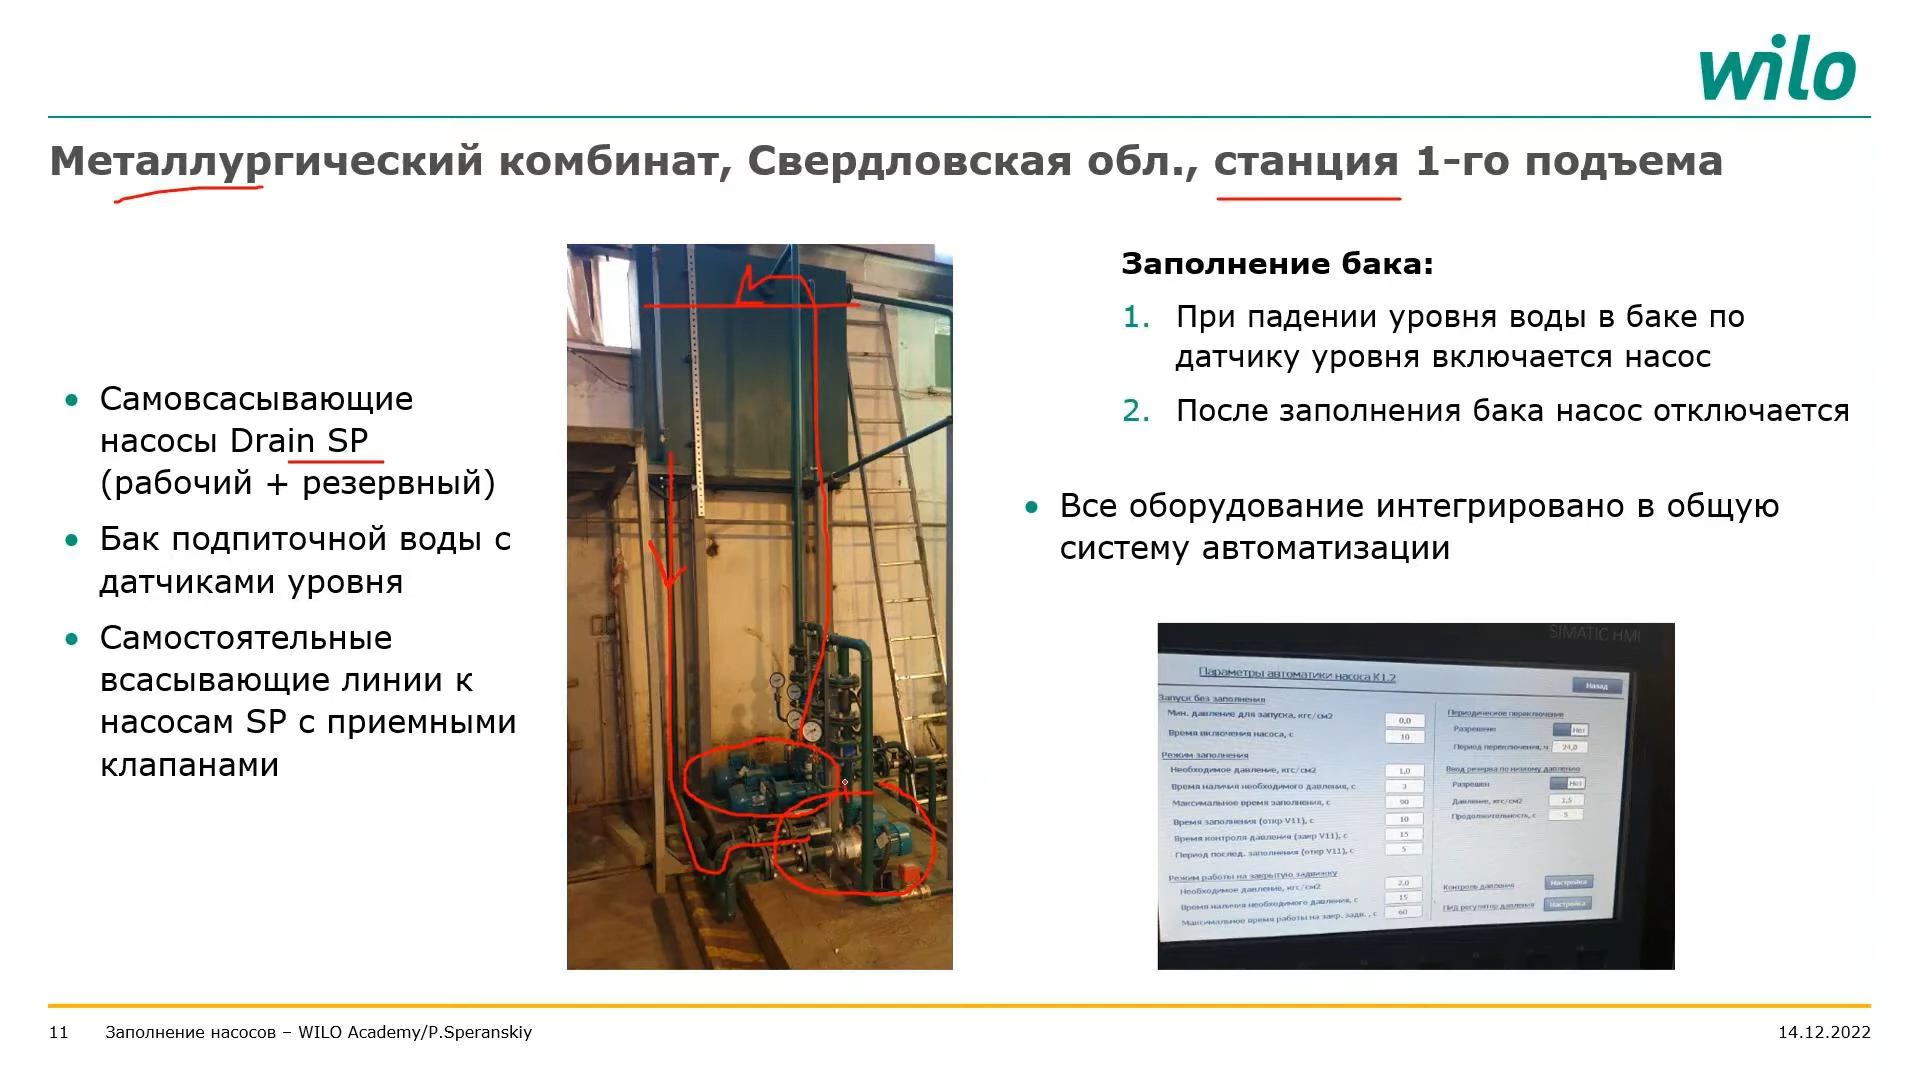 wilo
Металлургический комбинат, Свердловская обл., станция 1-го подъема
• Самовсасывающие
насосы Drain SP
(рабочий + резервный)
• Бак подпиточной воды с
датчиками уровня
• Самостоятельные
всасывающие линии к
насосам SP с приемными
клапанами
Заполнение бака:
1. При падении уровня воды в баке по
датчику уровня включается насос
2. После заполнения бака насос отключается
• Все оборудование интегрировано в общую
систему автоматизации
SIMATIC HMI
Параметры автоматики насоса К1.2
Назад
Запуск без заполнения
Мин. давление для запуска, кгс/см2 0,0
Время включения насоса, с 10
Режим заполнения
Необходимое давление, кгс/см2 1,0
Время наличия необходимого давления, с 3
Максимальное время заполнения, с 90
Время заполнения (откр V11), с 10
Время контроля давления (закр V11), с 15
Период послед. заполнения (откр V11), с 5
Режим работы на закрытую задвижку
Необходимое давление, кгс/см2 2,0
Время наличия необходимого давления, с 15
Максимальное время работы на закр. задв. , с 60
Периодическое переключение
Разрешено Нет
Период переключения, ч 24,0
Ввод резерва по низкому давлению
Разрешен Нет
Давление, кгс/см2 1,5
Продолжительность, с 5
Контроль давления Настройка
ПИД регулятор давления Настройка
11 Заполнение насосов – WILO Academy/P.Speranskiy
14.12.2022